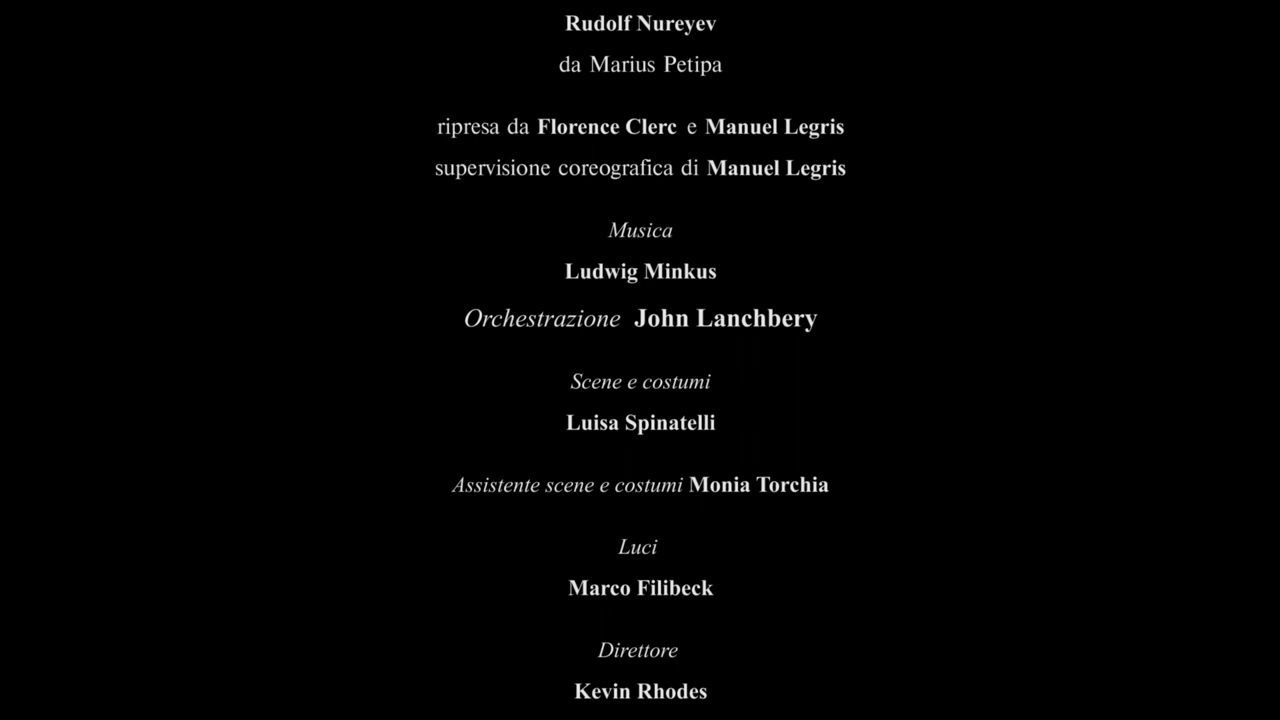 Rudolf Nureyev
da Marius Petipa
ripresa da Florence Clerc e Manuel Legris
supervisione coreografica di Manuel Legris
Musica
Ludwig Minkus
Orchestrazione John Lanchbery
Scene e costumi
Luisa Spinatelli
Assistente scene e costumi Monia Torchia
Luci
Marco Filibeck
Direttore
Kevin Rhodes